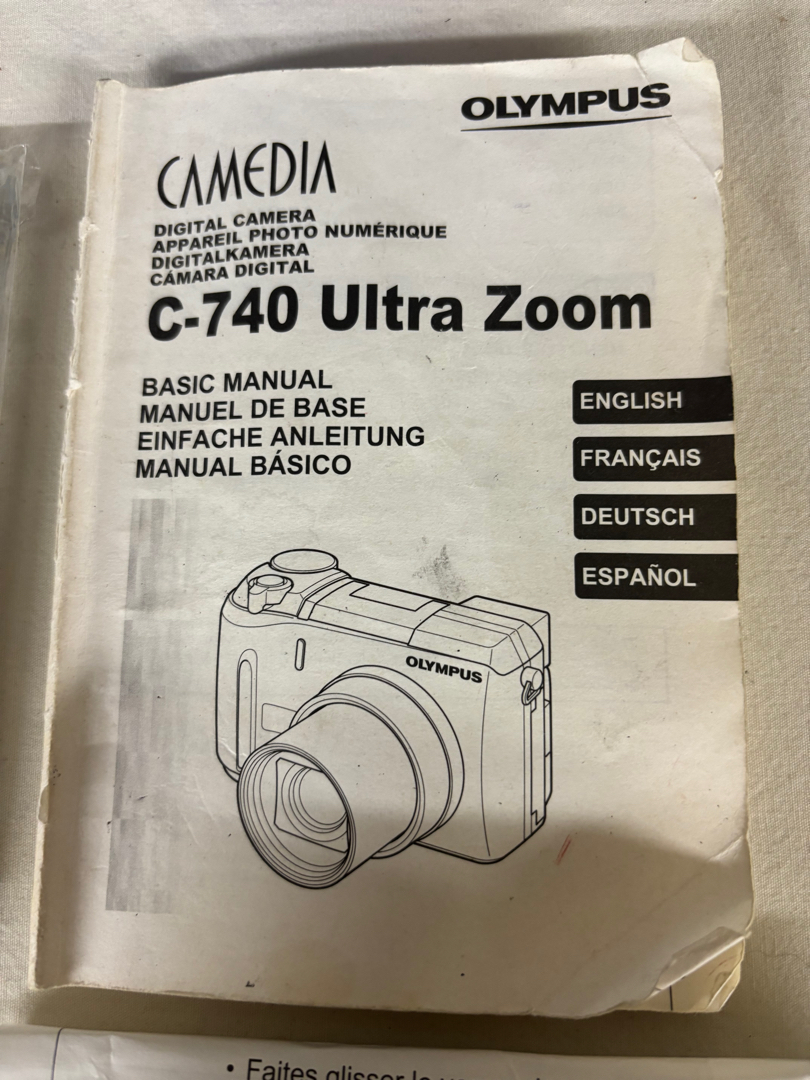 OLYMPUS
CAMEDIA
DIGITAL CAMERA
APPAREIL PHOTO NUMÉRIQUE
DIGITALKAMERA
CÁMARA DIGITAL
C-740 Ultra Zoom
BASIC MANUAL
MANUEL DE BASE
EINFACHE ANLEITUNG
MANUAL BÁSICO
ENGLISH
FRANÇAIS
DEUTSCH
ESPAÑOL
OLYMPUS
• Faites glisser le